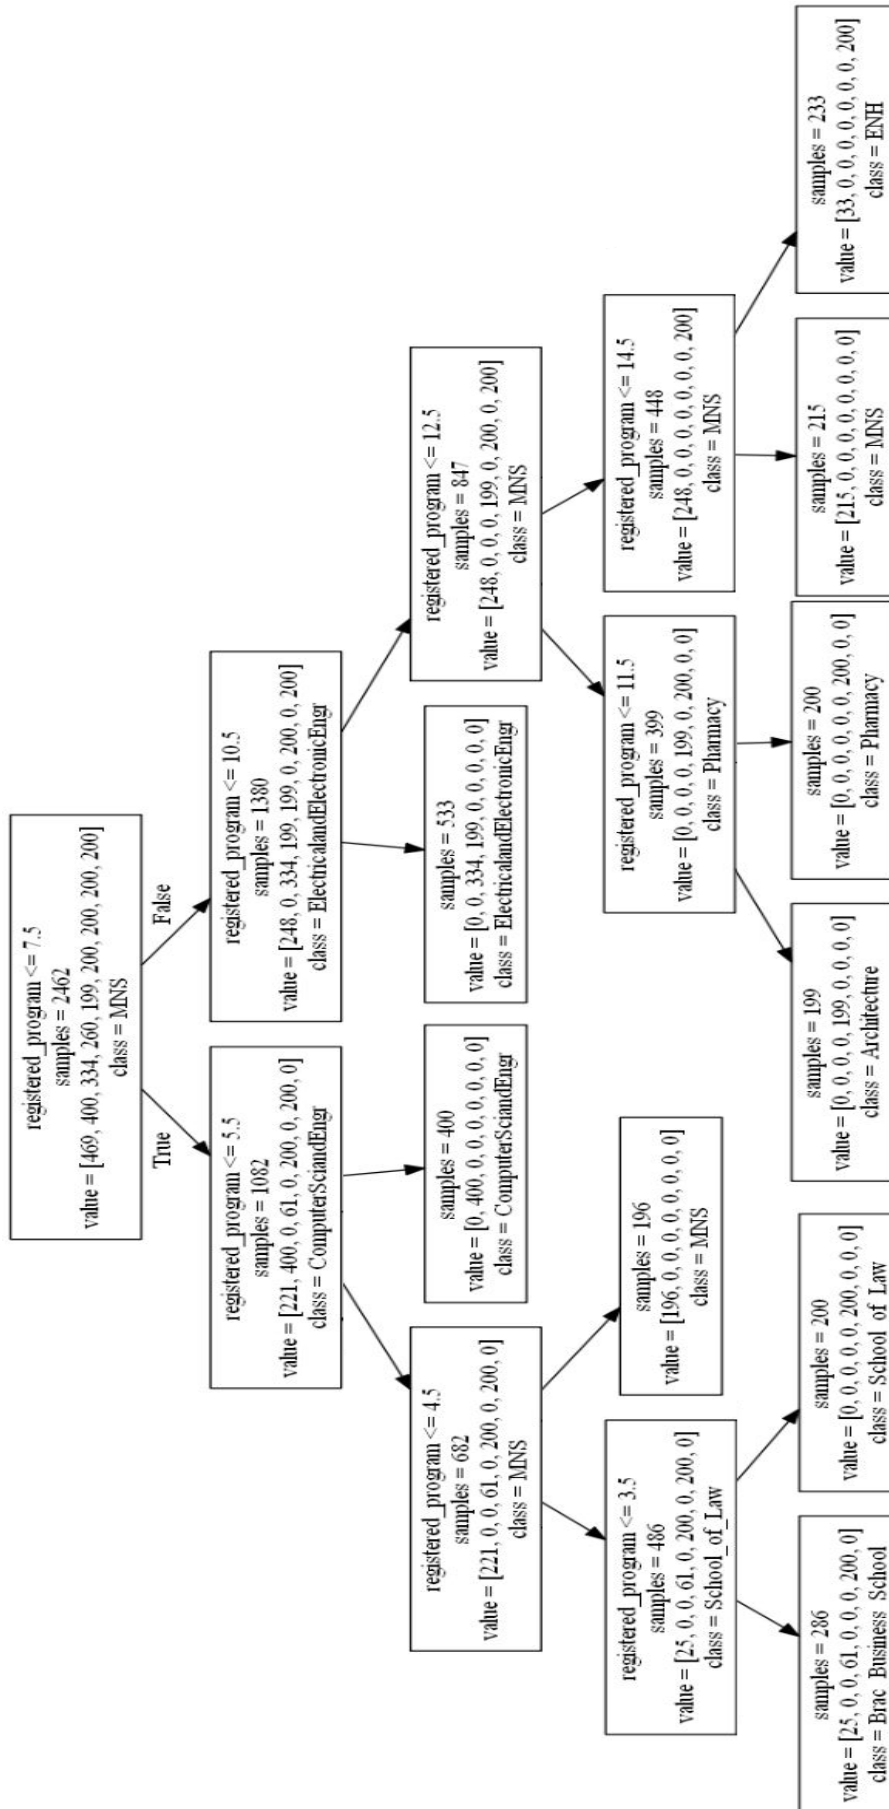 registered_program <= 7.5
samples = 2462
value = [469, 400, 334, 260, 199, 200, 200, 200, 200]
class = MNS
True
False
registered_program <= 5.5
samples = 1082
value = [221, 400, 0, 61, 0, 200, 0, 200, 0]
class = ComputerSciandEngr
registered_program <= 10.5
samples = 1380
value = [248, 0, 334, 199, 199, 0, 200, 0, 200]
class = ElectricalandElectronicEngr
registered_program <= 4.5
samples = 682
value = [221, 0, 0, 61, 0, 200, 0, 200, 0]
class = MNS
samples = 400
value = [0, 400, 0, 0, 0, 0, 0, 0, 0]
class = ComputerSciandEngr
samples = 533
value = [0, 0, 334, 199, 0, 0, 0, 0, 0]
class = ElectricalandElectronicEngr
registered_program <= 12.5
samples = 847
value = [248, 0, 0, 0, 199, 0, 200, 0, 200]
class = MNS
registered_program <= 3.5
samples = 486
value = [25, 0, 0, 61, 0, 200, 0, 200, 0]
class = School_of_Law
samples = 196
value = [196, 0, 0, 0, 0, 0, 0, 0, 0]
class = MNS
registered_program <= 11.5
samples = 399
value = [0, 0, 0, 0, 199, 0, 200, 0, 0]
class = Pharmacy
registered_program <= 14.5
samples = 448
value = [248, 0, 0, 0, 0, 0, 0, 0, 200]
class = MNS
samples = 286
value = [25, 0, 0, 61, 0, 0, 0, 200, 0]
class = Brac Business School
samples = 200
value = [0, 0, 0, 0, 0, 200, 0, 0, 0]
class = School of Law
samples = 199
value = [0, 0, 0, 0, 199, 0, 0, 0, 0]
class = Architecture
samples = 200
value = [0, 0, 0, 0, 0, 0, 200, 0, 0]
class = Pharmacy
samples = 215
value = [215, 0, 0, 0, 0, 0, 0, 0, 0]
class = MNS
samples = 233
value = [33, 0, 0, 0, 0, 0, 0, 0, 200]
class = ENH